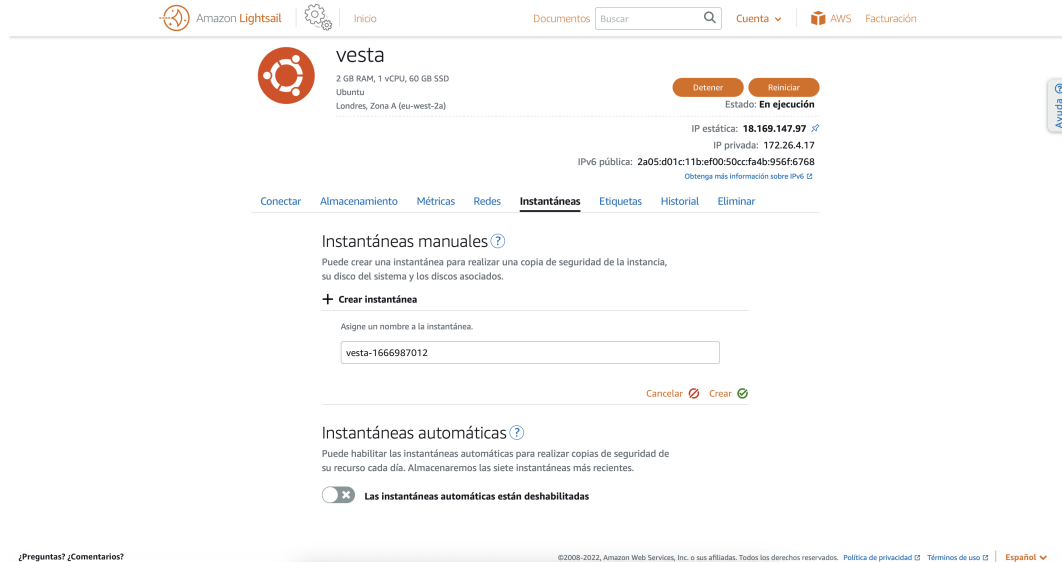 Amazon Lightsail
Inicio
Documentos
Buscar
Cuenta
AWS
Facturación
vesta
2 GB RAM, 1 vCPU, 60 GB SSD
Ubuntu
Londres, Zona A (eu-west-2a)
Detener
Reiniciar
Estado: En ejecución
IP estática: 18.169.147.97
IP privada: 172.26.4.17
IPv6 pública: 2a05:d01c:11b:ef00:50cc:fa4b:956f:6768
Obtenga más información sobre IPv6
Ayuda
Conectar
Almacenamiento
Métricas
Redes
Instantáneas
Etiquetas
Historial
Eliminar
Instantáneas manuales ?
Puede crear una instantánea para realizar una copia de seguridad de la instancia,
su disco del sistema y los discos asociados.
Crear instantánea
Asigne un nombre a la instantánea.
vesta-1666987012
Cancelar
Crear
Instantáneas automáticas ?
Puede habilitar las instantáneas automáticas para realizar copias de seguridad de
su recurso cada día. Almacenaremos las siete instantáneas más recientes.
Las instantáneas automáticas están deshabilitadas
¿Preguntas? ¿Comentarios?
©2008-2022, Amazon Web Services, Inc. o sus afiliadas. Todos los derechos reservados.
Política de privacidad
Términos de uso
Español